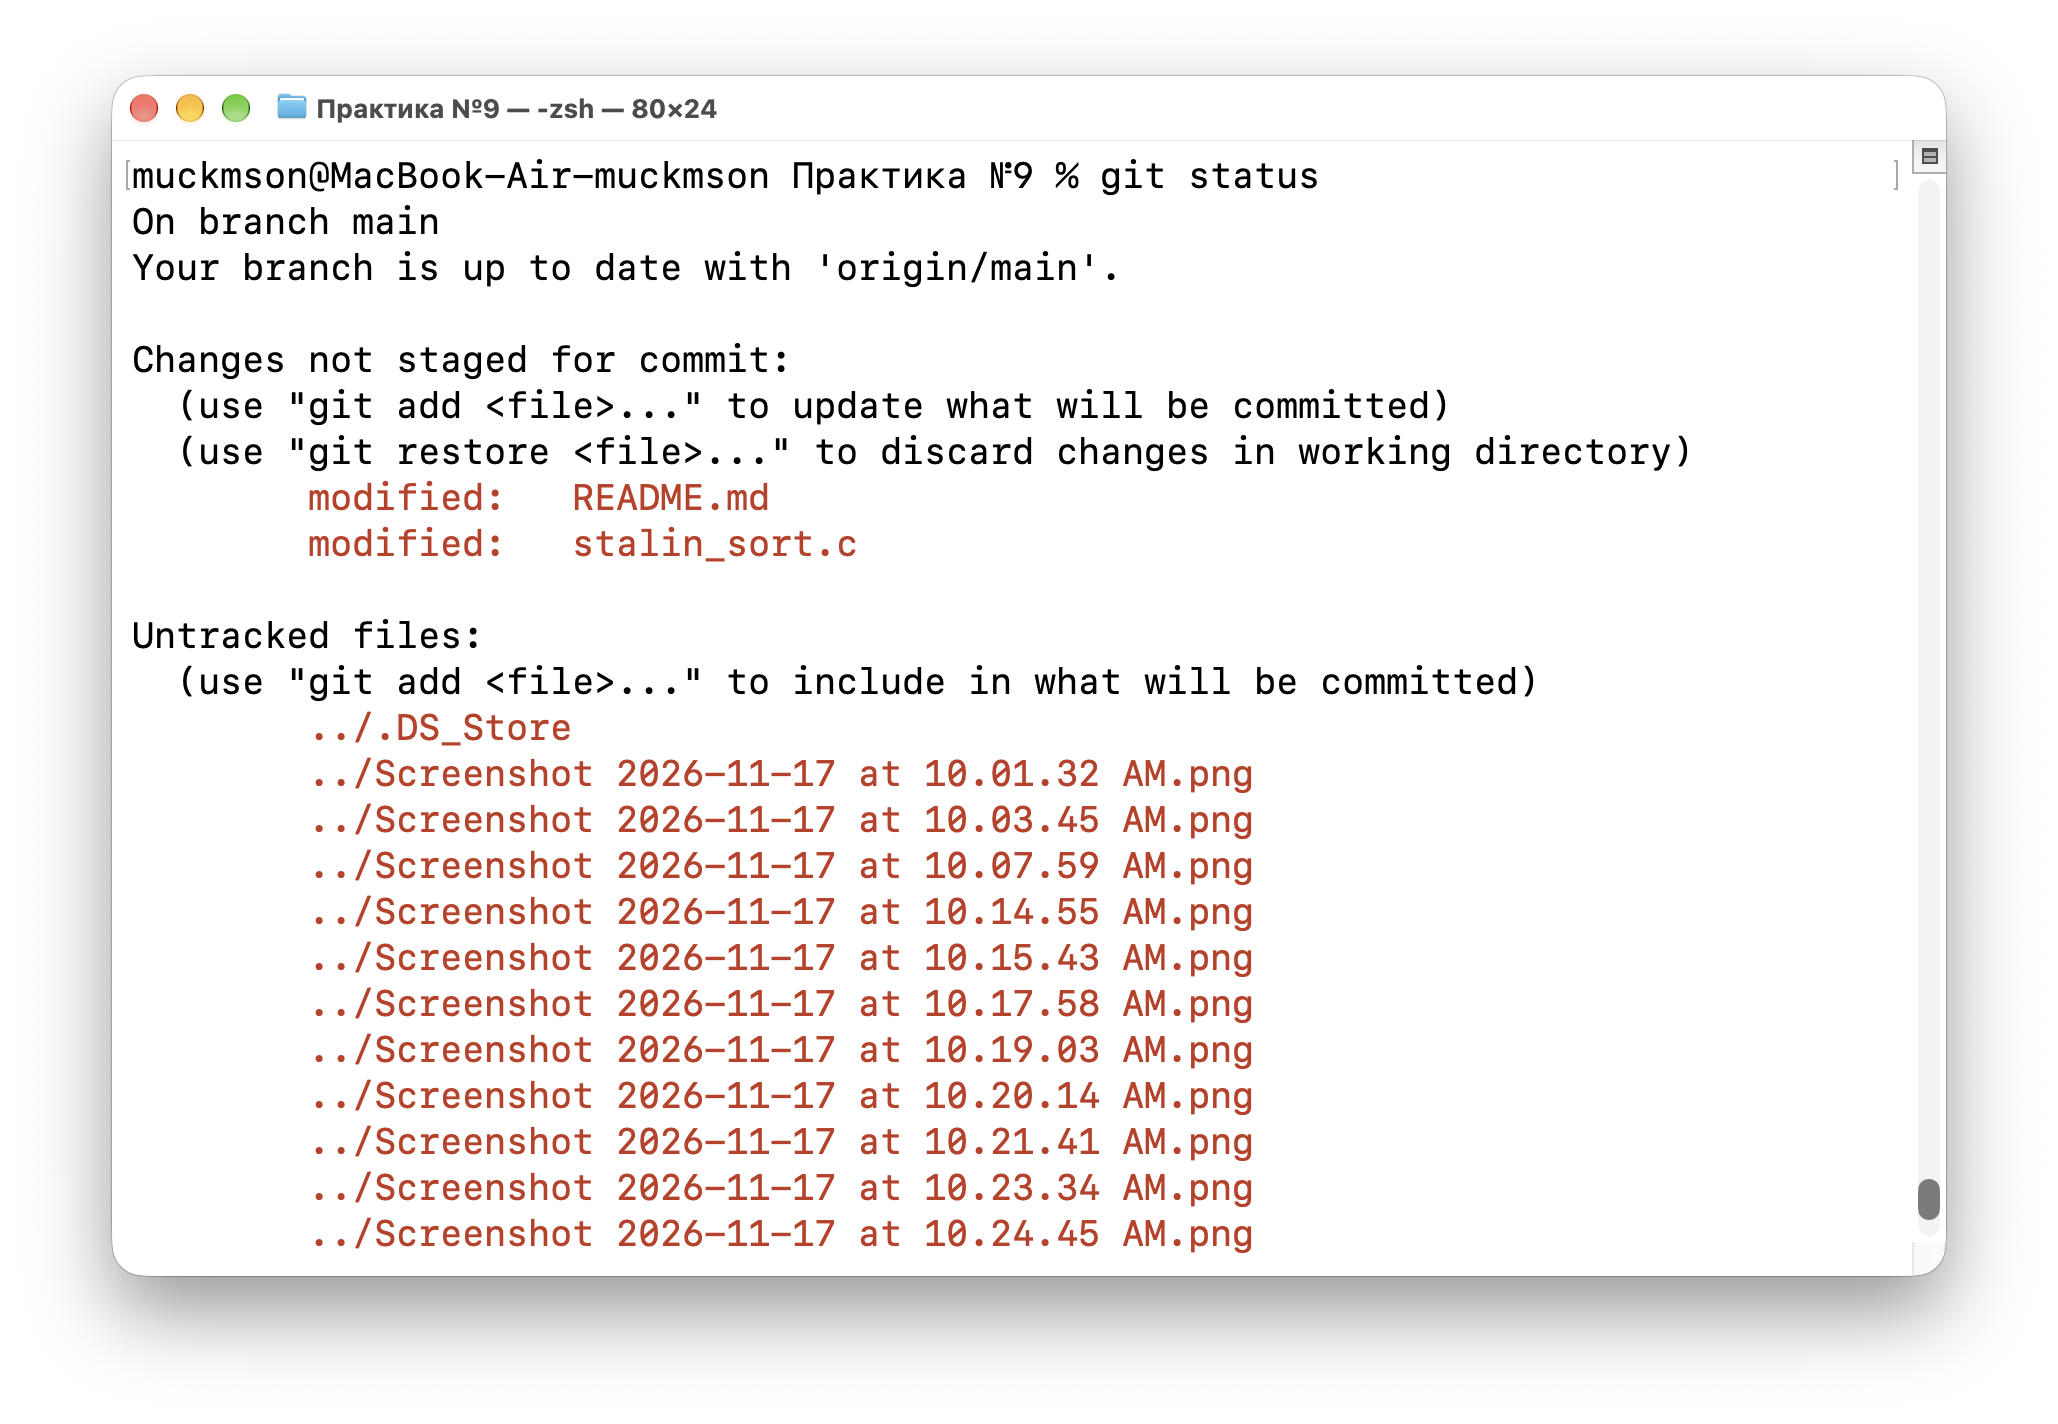 Практика №9 — -zsh — 80×24
muckmson@MacBook-Air-muckmson Практика №9 % git status
On branch main
Your branch is up to date with 'origin/main'.
Changes not staged for commit:
(use "git add <file>..." to update what will be committed)
(use "git restore <file>..." to discard changes in working directory)
modified:   README.md
modified:   stalin_sort.c
Untracked files:
(use "git add <file>..." to include in what will be committed)
../.DS_Store
../Screenshot 2026-11-17 at 10.01.32 AM.png
../Screenshot 2026-11-17 at 10.03.45 AM.png
../Screenshot 2026-11-17 at 10.07.59 AM.png
../Screenshot 2026-11-17 at 10.14.55 AM.png
../Screenshot 2026-11-17 at 10.15.43 AM.png
../Screenshot 2026-11-17 at 10.17.58 AM.png
../Screenshot 2026-11-17 at 10.19.03 AM.png
../Screenshot 2026-11-17 at 10.20.14 AM.png
../Screenshot 2026-11-17 at 10.21.41 AM.png
../Screenshot 2026-11-17 at 10.23.34 AM.png
../Screenshot 2026-11-17 at 10.24.45 AM.png